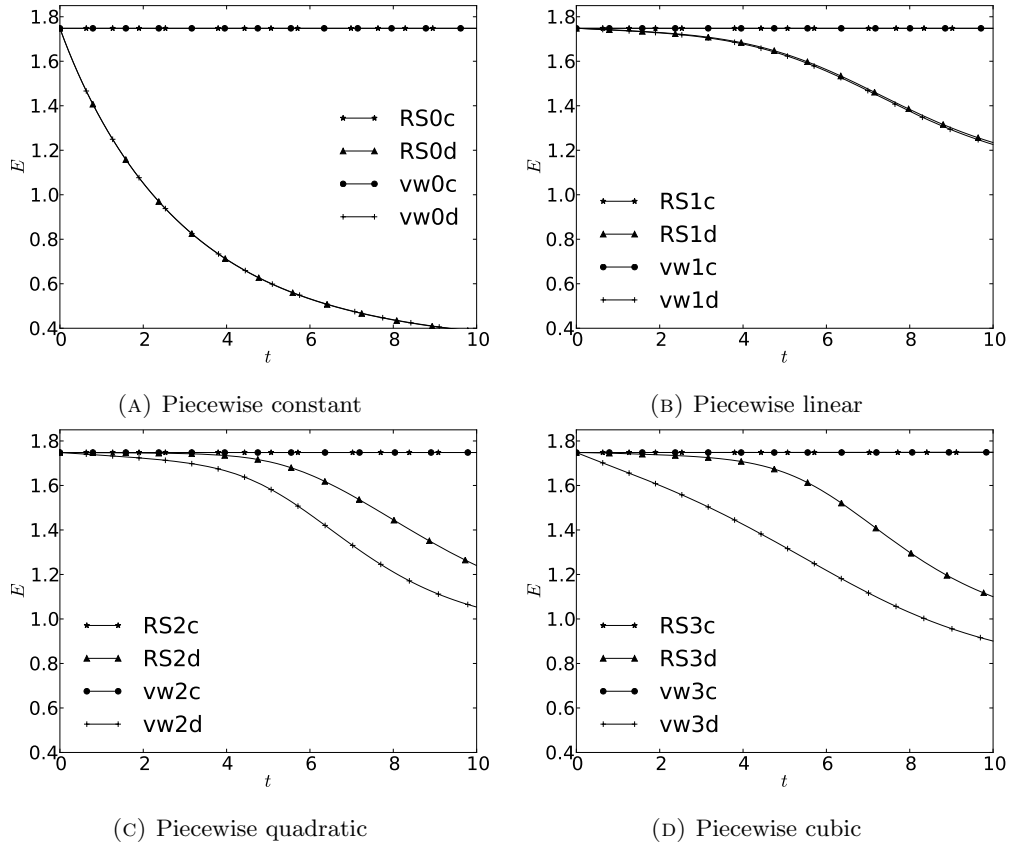 1.8
1.6
1.4
1.2
1.0
0.8
0.6
0.4
E
RS0c
RS0d
vw0c
vw0d
0 2 4 6 8 10
t
(A) Piecewise constant
1.8
1.6
1.4
1.2
1.0
0.8
0.6
0.4
E
RS1c
RS1d
vw1c
vw1d
0 2 4 6 8 10
t
(B) Piecewise linear
1.8
1.6
1.4
1.2
1.0
0.8
0.6
0.4
E
RS2c
RS2d
vw2c
vw2d
0 2 4 6 8 10
t
(C) Piecewise quadratic
1.8
1.6
1.4
1.2
1.0
0.8
0.6
0.4
E
RS3c
RS3d
vw3c
vw3d
0 2 4 6 8 10
t
(D) Piecewise cubic